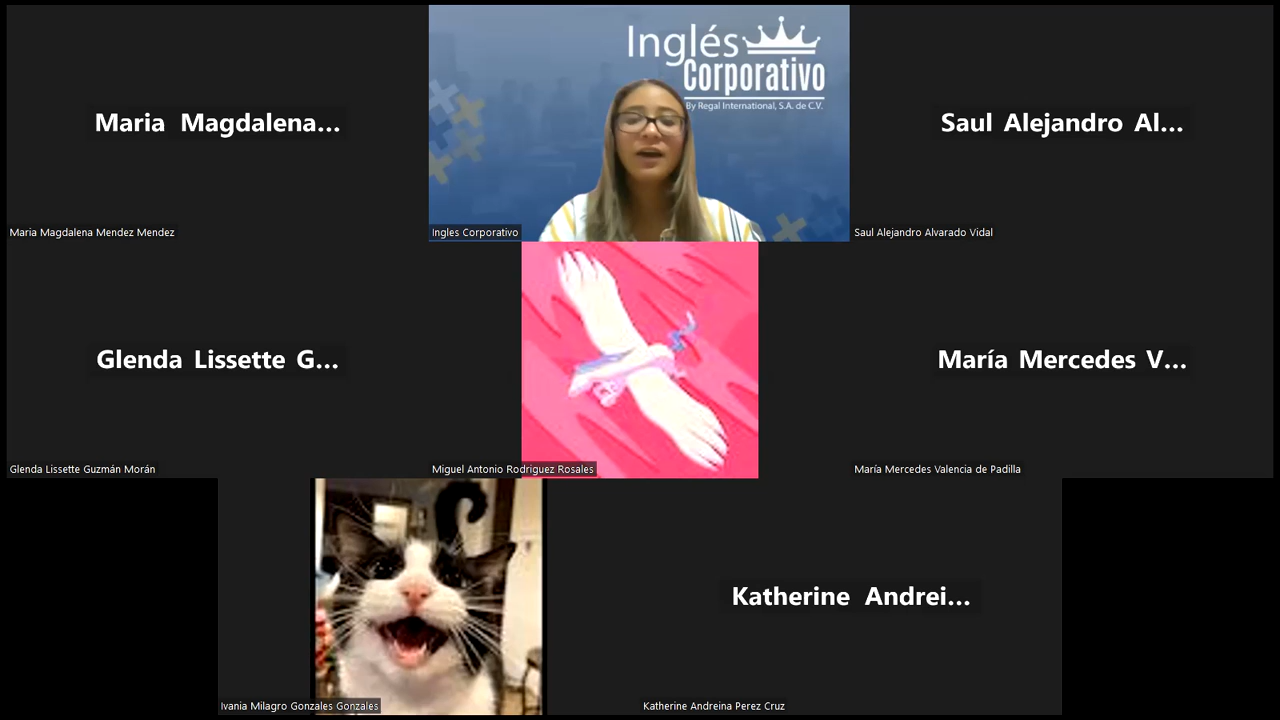 Maria Magdalena...
Maria Magdalena Mendez Mendez
Inglés
Corporativo
By Regal International, S.A. de C.V.
Ingles Corporativo
Saul Alejandro Al...
Saul Alejandro Alvarado Vidal
Glenda Lissette G...
Glenda Lissette Guzmán Morán
Miguel Antonio Rodriguez Rosales
María Mercedes V...
María Mercedes Valencia de Padilla
Ivania Milagro Gonzales Gonzales
Katherine Andrei...
Katherine Andreina Perez Cruz